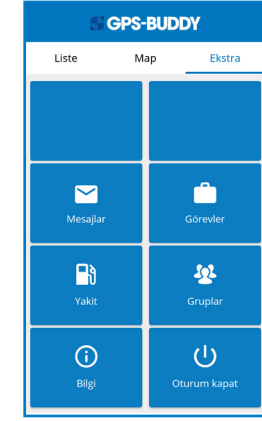 GPS-BUDDY
Liste Map Ekstra
Mesajlar Görevler
Yakit Gruplar
Bilgi Oturum kapat